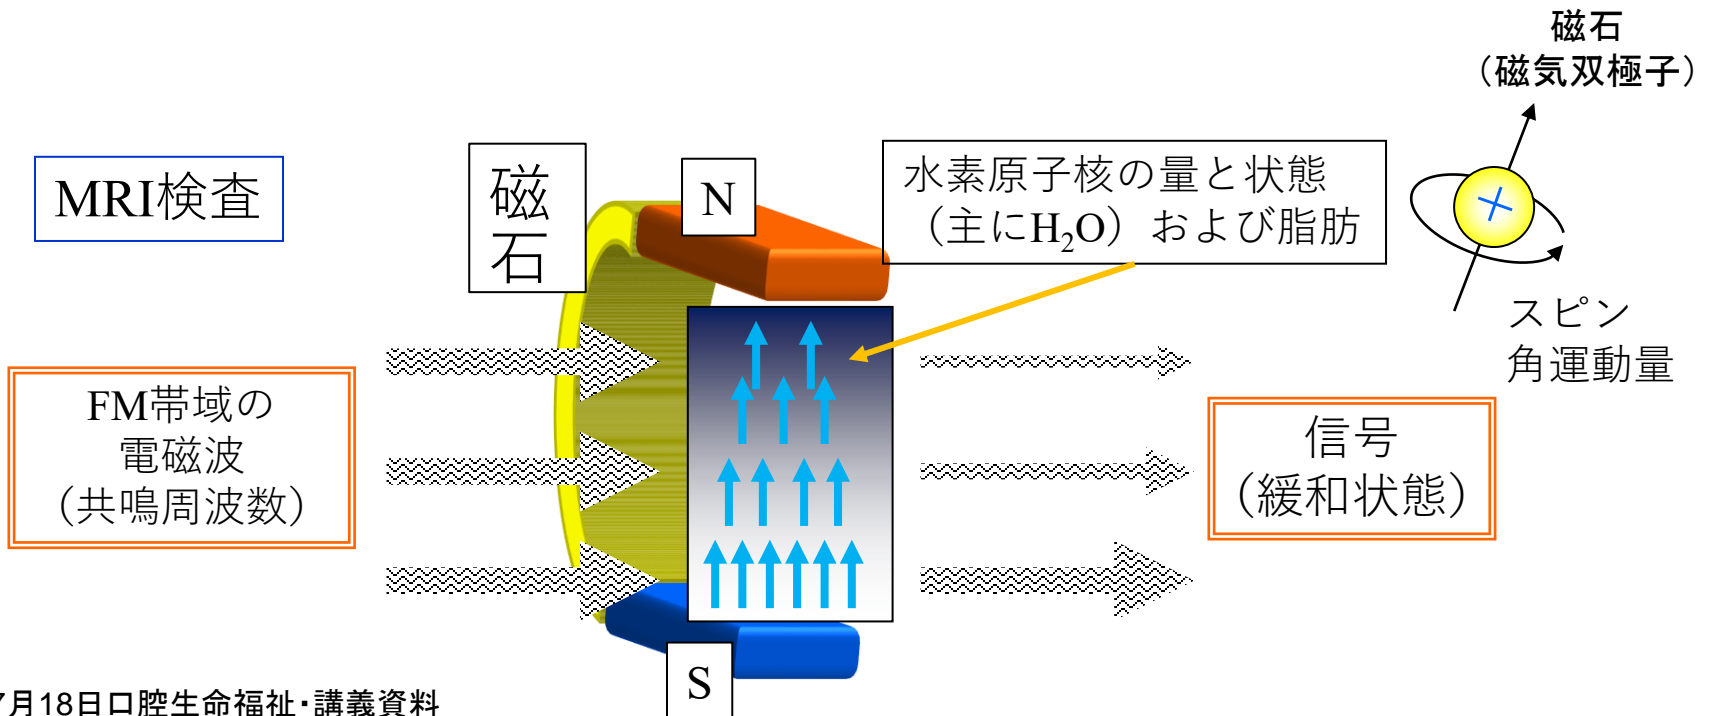 磁石
（磁気双極子）
MRI検査
磁
石
N
水素原子核の量と状態
（主にH₂O）および脂肪
スピン
角運動量
FM帯域の
電磁波
（共鳴周波数）
信号
（緩和状態）
S
7月18日口腔生命福祉・講義資料